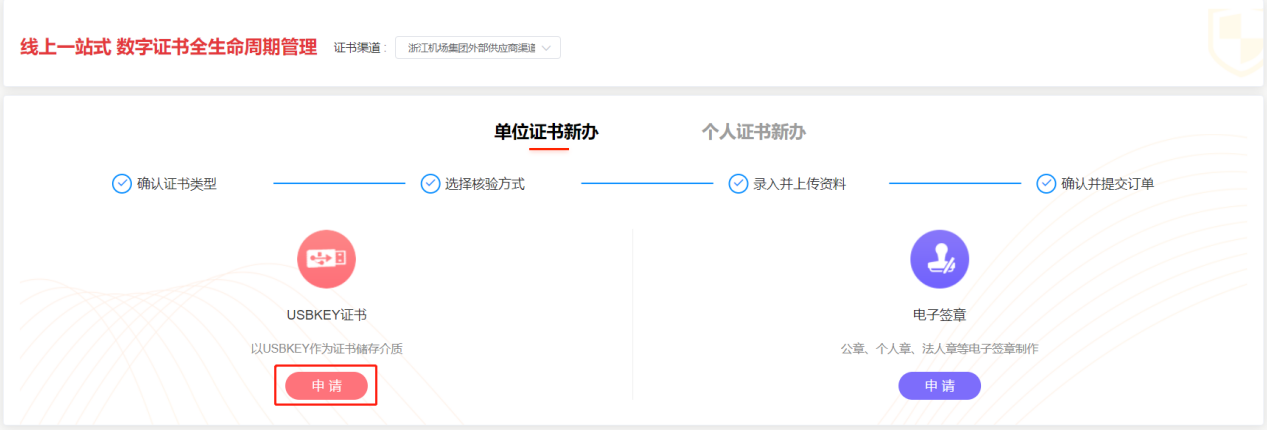 线上一站式 数字证书全生命周期管理 证书渠道： 浙江机场集团外部供应商渠道
单位证书新办 个人证书新办
确认证书类型 选择核验方式 录入并上传资料 确认并提交订单
USBKEY证书 电子签章
以USBKEY作为证书储存介质 公章、个人章、法人章等电子签章制作
申请 申请